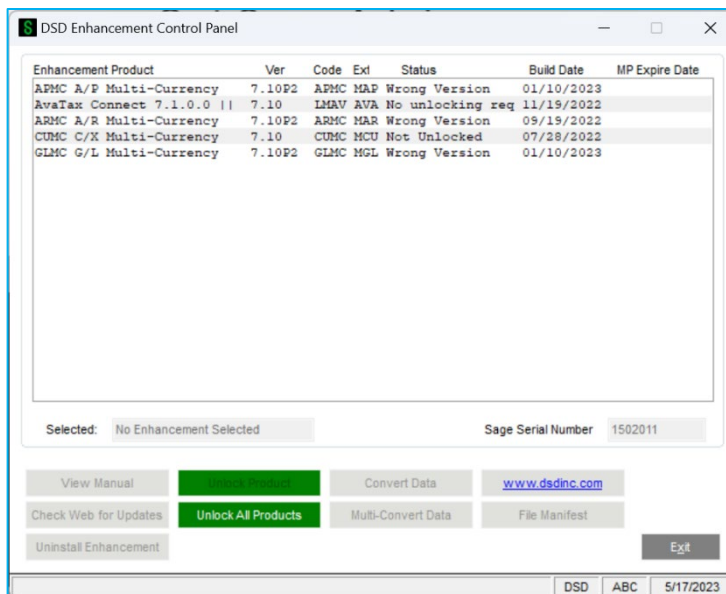 DSD Enhancement Control Panel
Enhancement Product Ver Code Ext Status Build Date MP Expire Date
APMC A/P Multi-Currency 7.10P2 APMC MAP Wrong Version 01/10/2023
AvaTax Connect 7.1.0.0 || 7.10 LMAV AVA No unlocking req 11/19/2022
ARMC A/R Multi-Currency 7.10P2 ARMC MAR Wrong Version 09/19/2022
CUMC C/X Multi-Currency 7.10 CUMC MCU Not Unlocked 07/28/2022
GLMC G/L Multi-Currency 7.10P2 GLMC MGL Wrong Version 01/10/2023
Selected: No Enhancement Selected Sage Serial Number 1502011
View Manual Unlock Product Convert Data www.dsdinc.com
Check Web for Updates Unlock All Products Multi-Convert Data File Manifest
Uninstall Enhancement Exit
DSD ABC 5/17/2023